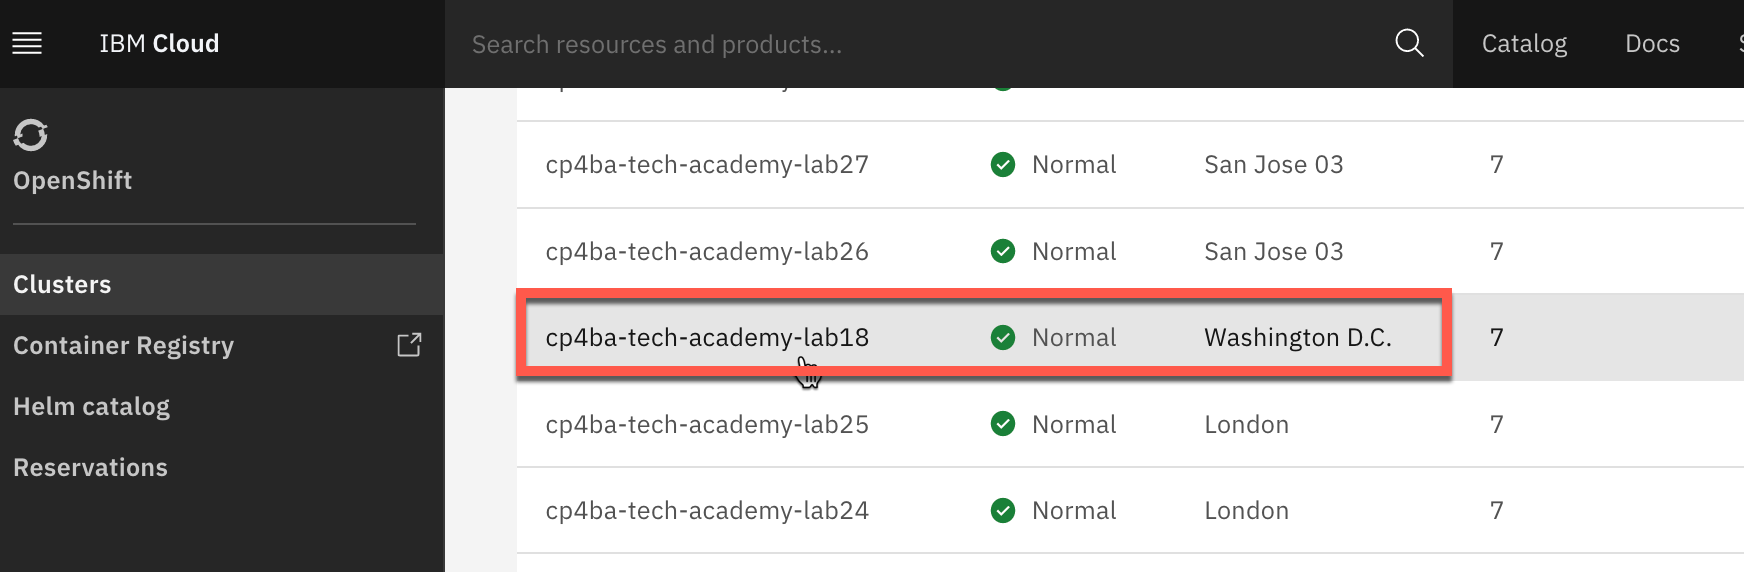 IBM Cloud
Search resources and products...
Catalog
Docs
OpenShift
Clusters
Container Registry
Helm catalog
Reservations
cp4ba-tech-academy-lab27 Normal San Jose 03 7
cp4ba-tech-academy-lab26 Normal San Jose 03 7
cp4ba-tech-academy-lab18 Normal Washington D.C. 7
cp4ba-tech-academy-lab25 Normal London 7
cp4ba-tech-academy-lab24 Normal London 7